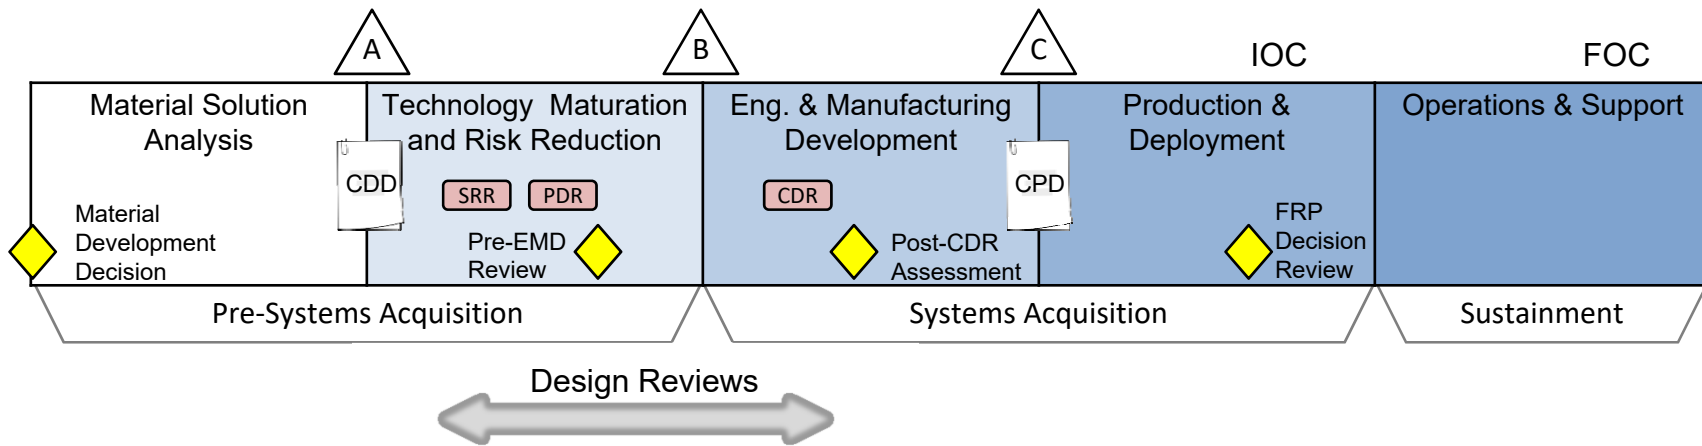 A
B
C
IOC
FOC
Material Solution
Analysis
Technology Maturation
and Risk Reduction
Eng. & Manufacturing
Development
Production &
Deployment
Operations & Support
CDD
SRR
PDR
CDR
CPD
Material
Development
Decision
Pre-EMD
Review
Post-CDR
Assessment
FRP
Decision
Review
Pre-Systems Acquisition
Systems Acquisition
Sustainment
Design Reviews